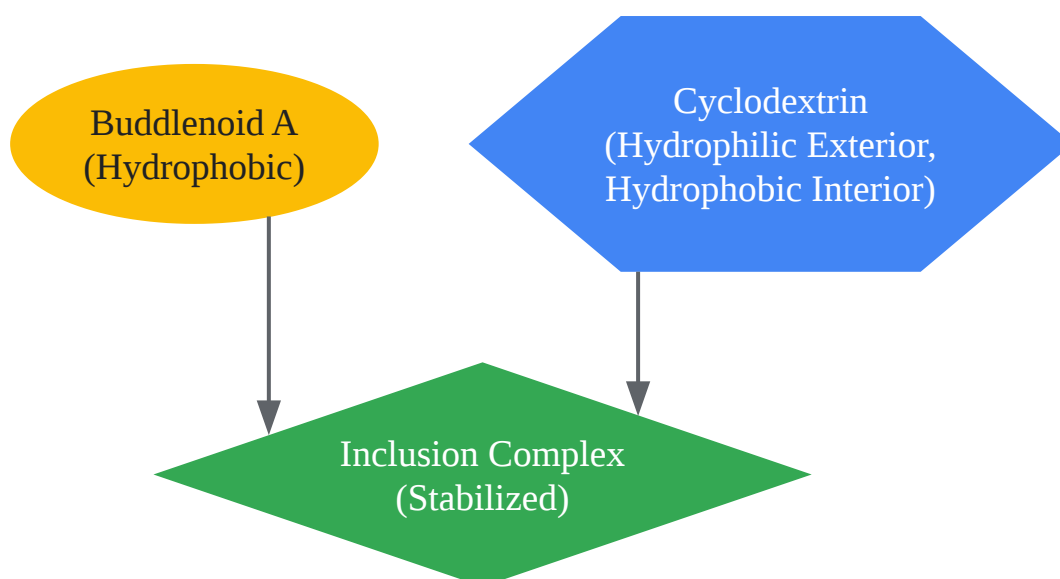 Buddlenoid A
(Hydrophobic)
Cyclodextrin
(Hydrophilic Exterior,
Hydrophobic Interior)
Inclusion Complex
(Stabilized)